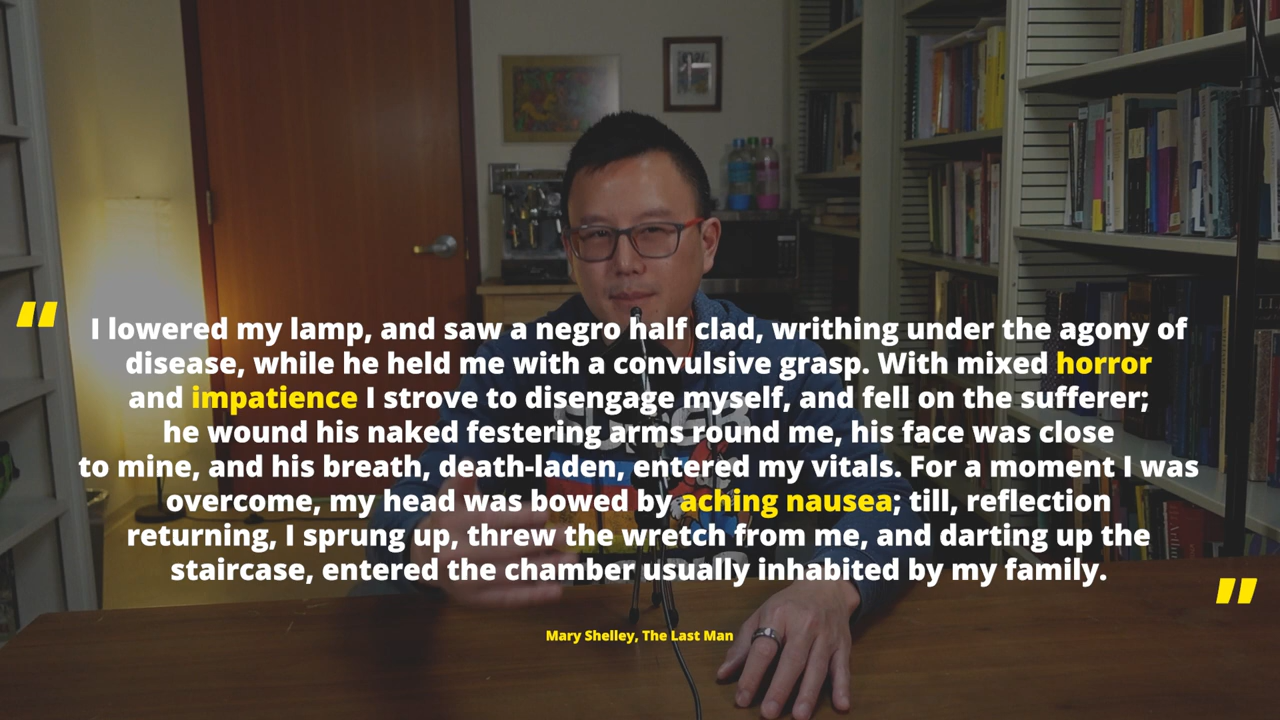 “
I lowered my lamp, and saw a negro half clad, writhing under the agony of
disease, while he held me with a convulsive grasp. With mixed horror
and impatience I strove to disengage myself, and fell on the sufferer;
he wound his naked festering arms round me, his face was close
to mine, and his breath, death-laden, entered my vitals. For a moment I was
overcome, my head was bowed by aching nausea; till, reflection
returning, I sprung up, threw the wretch from me, and darting up the
staircase, entered the chamber usually inhabited by my family.
”
Mary Shelley, The Last Man